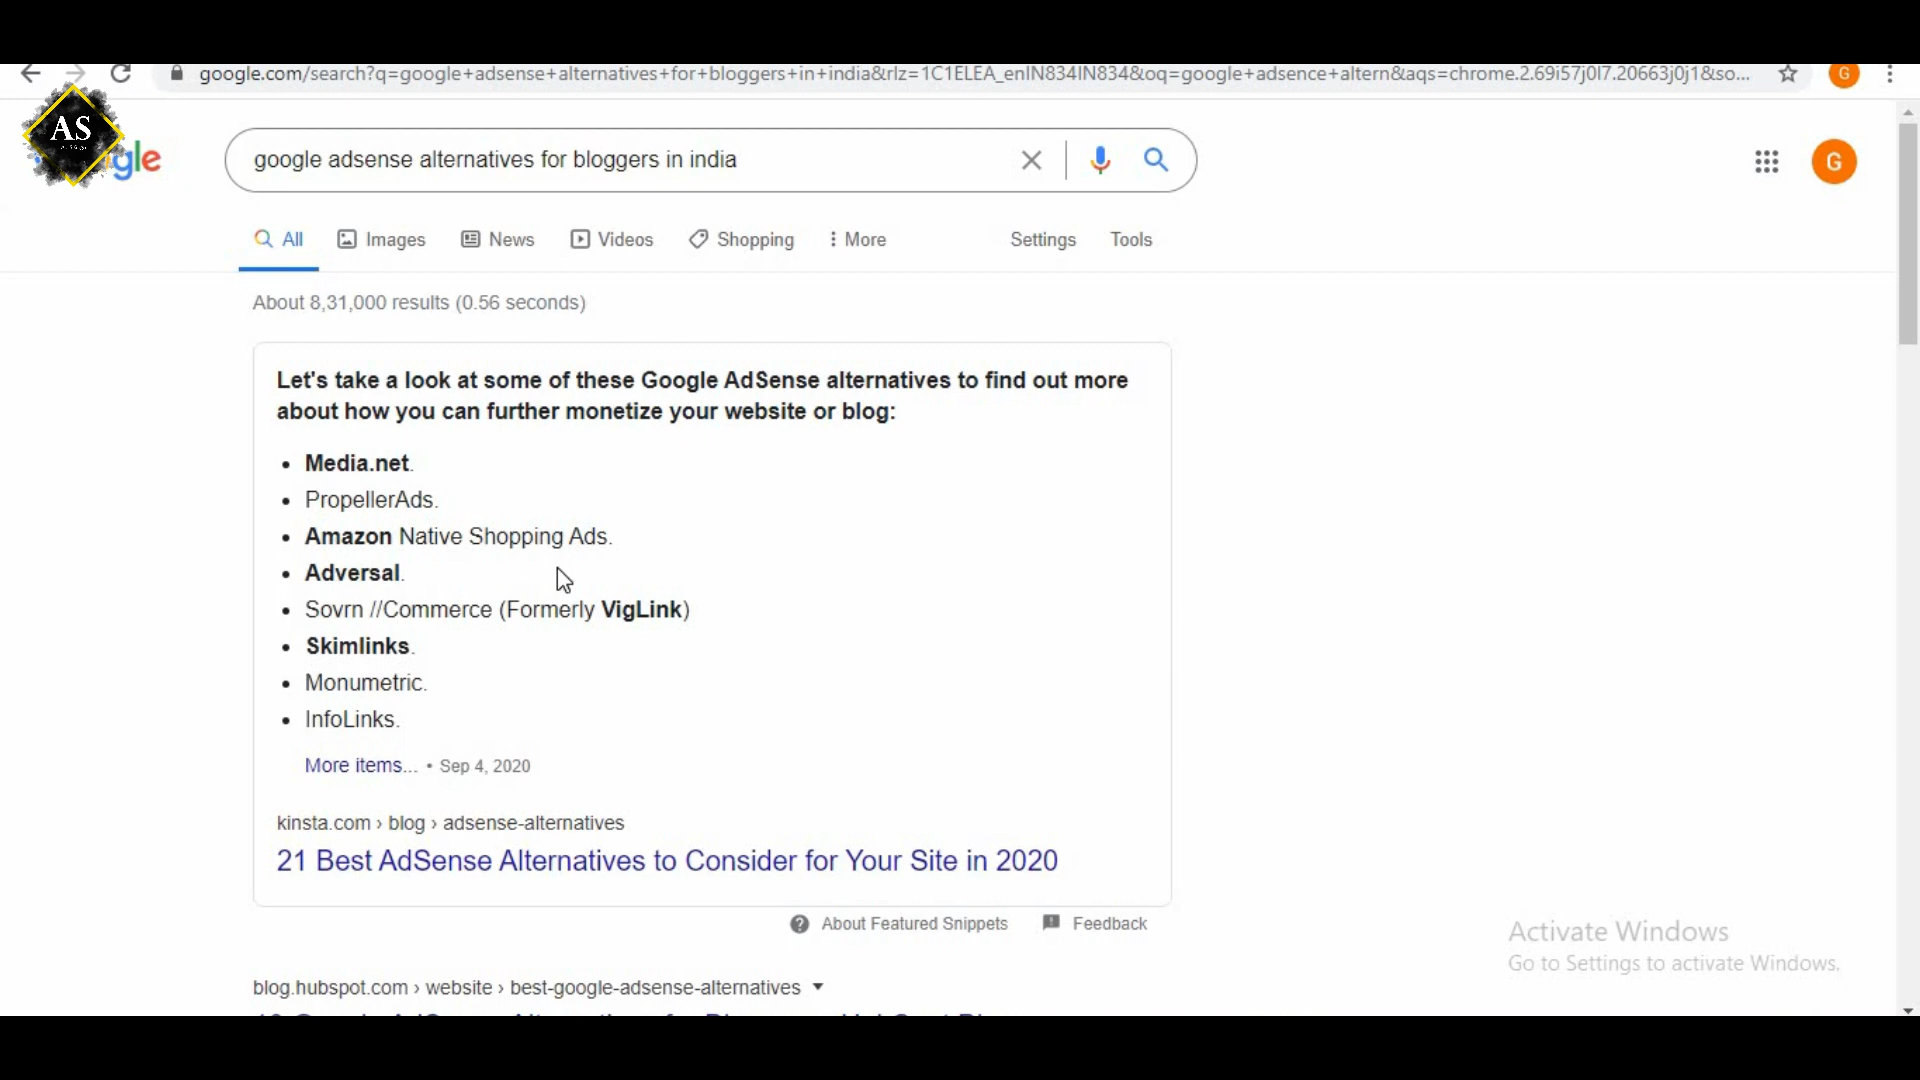 google.com/search?q=google+adsense+alternatives+for+bloggers+in+india&rlz=1C1ELEA_enIN834IN834&oq=google+adsence+altern&aqs=chrome.2.69i57j0l7.20663j0j1&so...
G
AS
gle
google adsense alternatives for bloggers in india
G
All
Images
News
Videos
Shopping
More
Settings
Tools
About 8,31,000 results (0.56 seconds)
Let's take a look at some of these Google AdSense alternatives to find out more
about how you can further monetize your website or blog:
• Media.net.
• PropellerAds.
• Amazon Native Shopping Ads.
• Adversal.
• Sovrn //Commerce (Formerly VigLink)
• Skimlinks.
• Monumetric.
• InfoLinks.
More items... • Sep 4, 2020
kinsta.com › blog › adsense-alternatives
21 Best AdSense Alternatives to Consider for Your Site in 2020
About Featured Snippets
Feedback
Activate Windows
Go to Settings to activate Windows.
blog.hubspot.com › website › best-google-adsense-alternatives